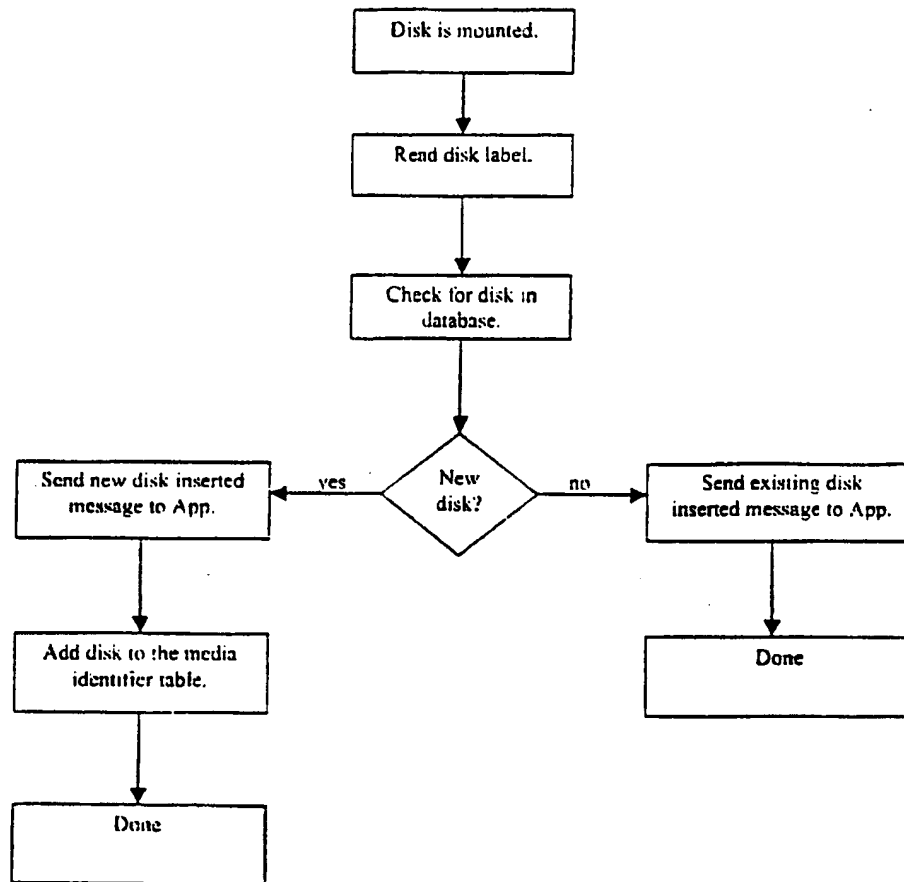 Disk is mounted.
Read disk label.
Check for disk in
database.
New
disk?
yes
no
Send new disk inserted
message to App.
Send existing disk
inserted message to App.
Add disk to the media
identifier table.
Done
Done